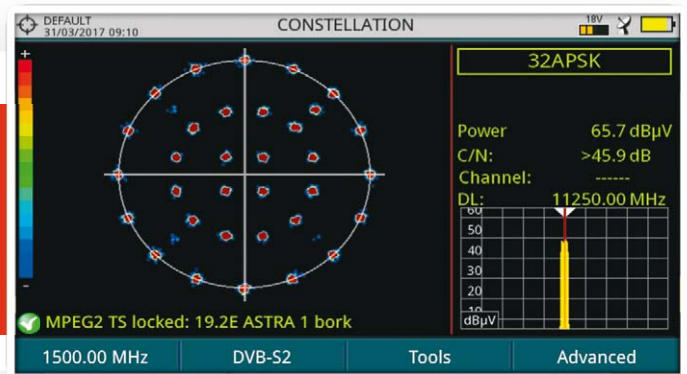 DEFAULT
31/03/2017 09:10
CONSTELLATION
18V
+
-
32APSK
Power 65.7 dBµV
C/N: >45.9 dB
Channel: ------
DL: 11250.00 MHz
60
50
40
30
20
10
dBµV
MPEG2 TS locked: 19.2E ASTRA 1 bork
1500.00 MHz DVB-S2 Tools Advanced